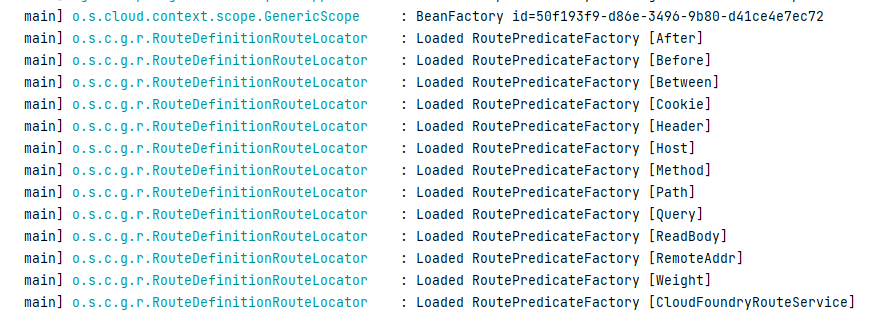 main] o.s.cloud.context.scope.GenericScope : BeanFactory id=50f193f9-d86e-3496-9b80-d41ce4e7ec72
main] o.s.c.g.r.RouteDefinitionRouteLocator : Loaded RoutePredicateFactory [After]
main] o.s.c.g.r.RouteDefinitionRouteLocator : Loaded RoutePredicateFactory [Before]
main] o.s.c.g.r.RouteDefinitionRouteLocator : Loaded RoutePredicateFactory [Between]
main] o.s.c.g.r.RouteDefinitionRouteLocator : Loaded RoutePredicateFactory [Cookie]
main] o.s.c.g.r.RouteDefinitionRouteLocator : Loaded RoutePredicateFactory [Header]
main] o.s.c.g.r.RouteDefinitionRouteLocator : Loaded RoutePredicateFactory [Host]
main] o.s.c.g.r.RouteDefinitionRouteLocator : Loaded RoutePredicateFactory [Method]
main] o.s.c.g.r.RouteDefinitionRouteLocator : Loaded RoutePredicateFactory [Path]
main] o.s.c.g.r.RouteDefinitionRouteLocator : Loaded RoutePredicateFactory [Query]
main] o.s.c.g.r.RouteDefinitionRouteLocator : Loaded RoutePredicateFactory [ReadBody]
main] o.s.c.g.r.RouteDefinitionRouteLocator : Loaded RoutePredicateFactory [RemoteAddr]
main] o.s.c.g.r.RouteDefinitionRouteLocator : Loaded RoutePredicateFactory [Weight]
main] o.s.c.g.r.RouteDefinitionRouteLocator : Loaded RoutePredicateFactory [CloudFoundryRouteService]